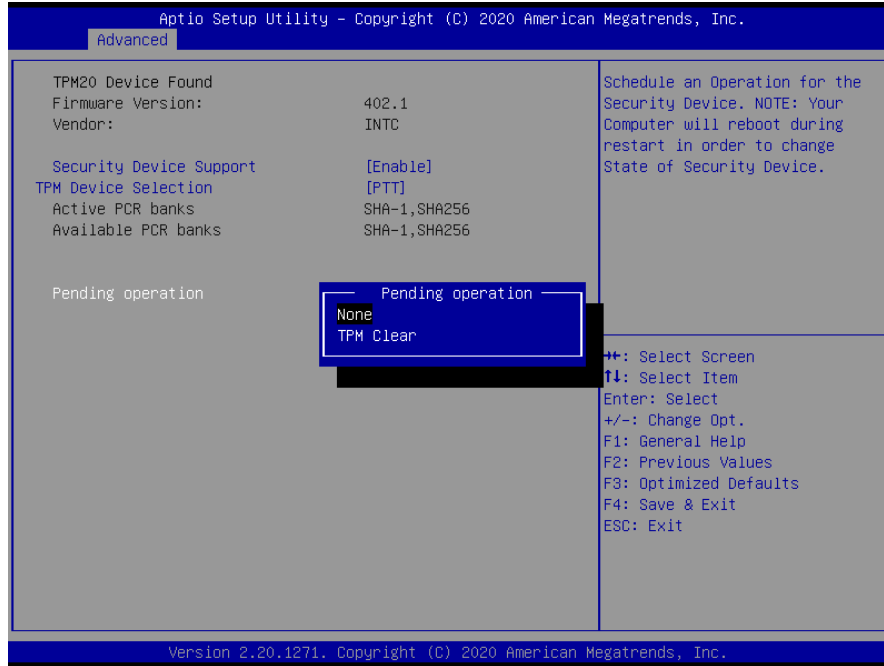 Aptio Setup Utility – Copyright (C) 2020 American Megatrends, Inc.
Advanced
TPM20 Device Found
Firmware Version: 402.1
Vendor: INTC
Security Device Support [Enable]
TPM Device Selection [PTT]
Active PCR banks SHA-1,SHA256
Available PCR banks SHA-1,SHA256
Pending operation
Pending operation
None
TPM Clear
Schedule an Operation for the
Security Device. NOTE: Your
Computer will reboot during
restart in order to change
State of Security Device.
→←: Select Screen
↑↓: Select Item
Enter: Select
+/-: Change Opt.
F1: General Help
F2: Previous Values
F3: Optimized Defaults
F4: Save & Exit
ESC: Exit
Version 2.20.1271. Copyright (C) 2020 American Megatrends, Inc.